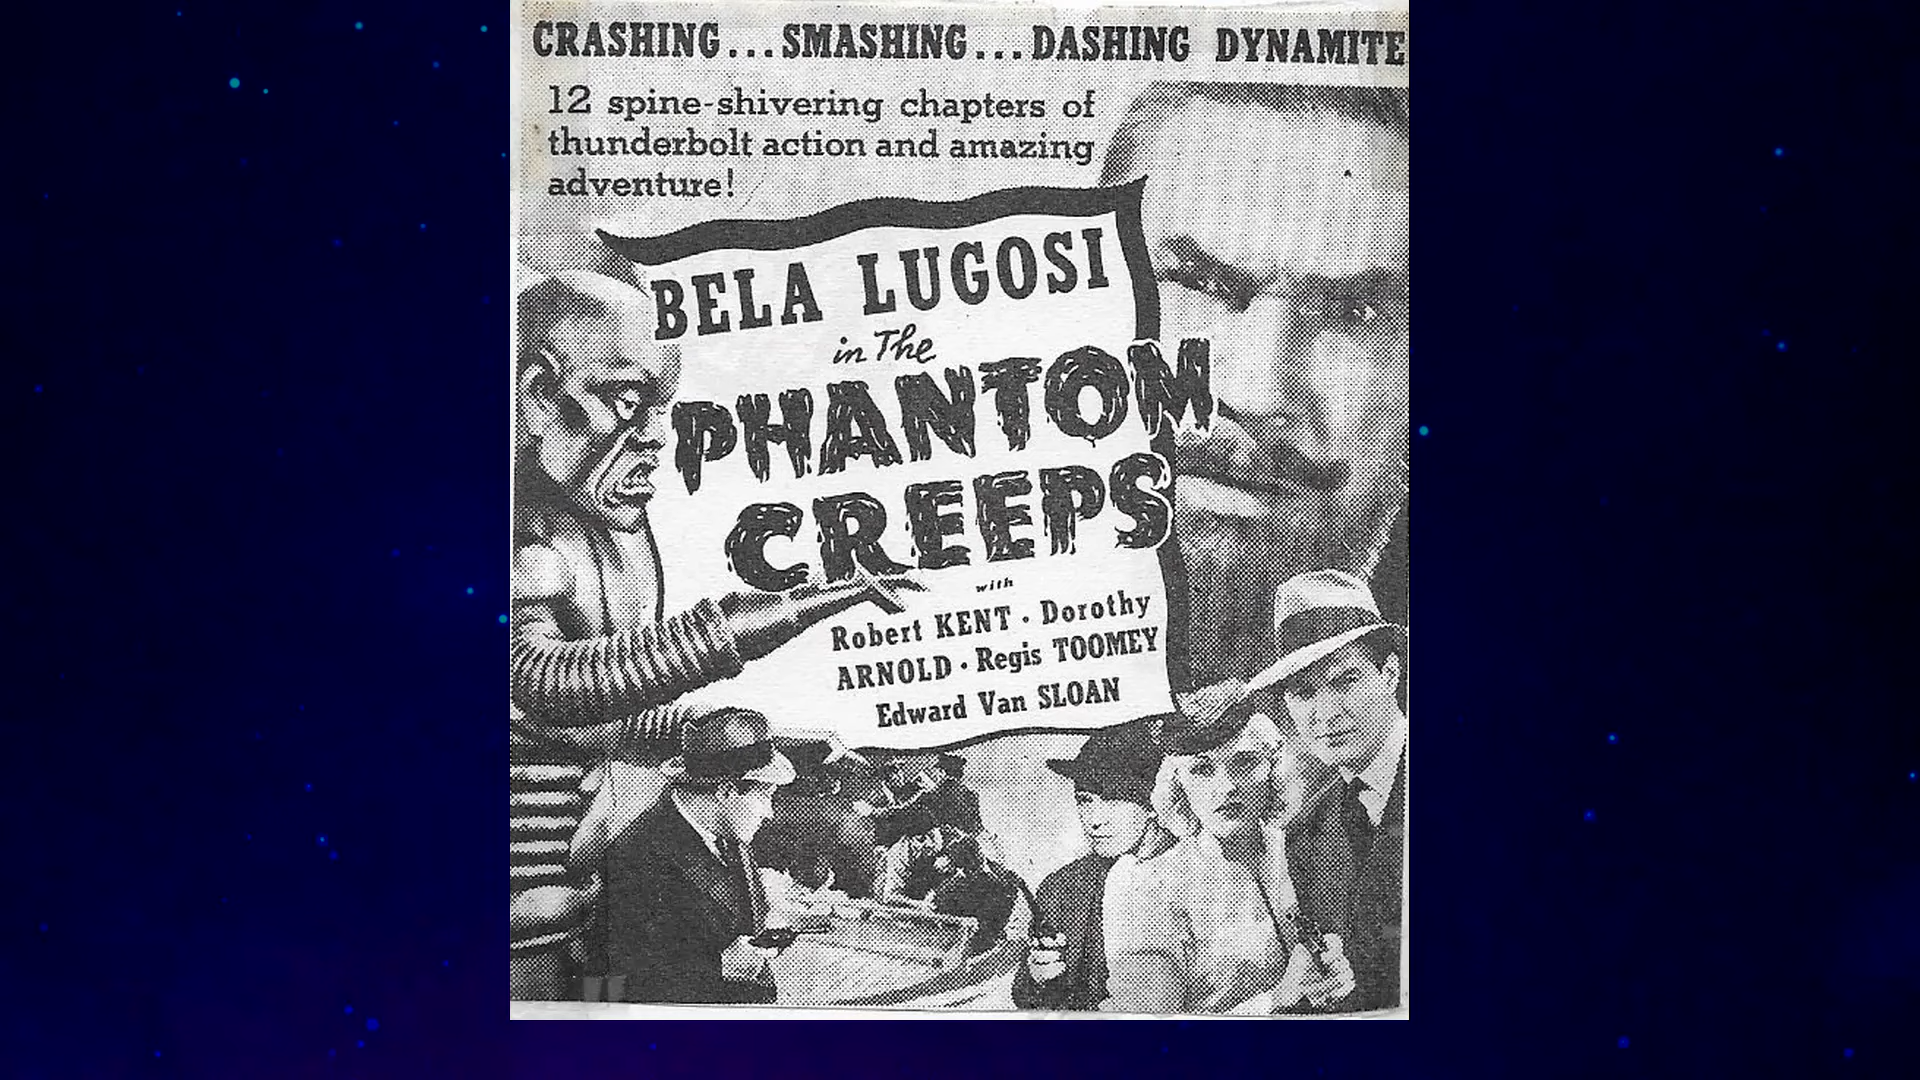 CRASHING...SMASHING...DASHING DYNAMITE
12 spine-shivering chapters of
thunderbolt action and amazing
adventure!
BELA LUGOSI
in The
PHANTOM
CREEPS
with
Robert KENT · Dorothy
ARNOLD · Regis TOOMEY
Edward Van SLOAN